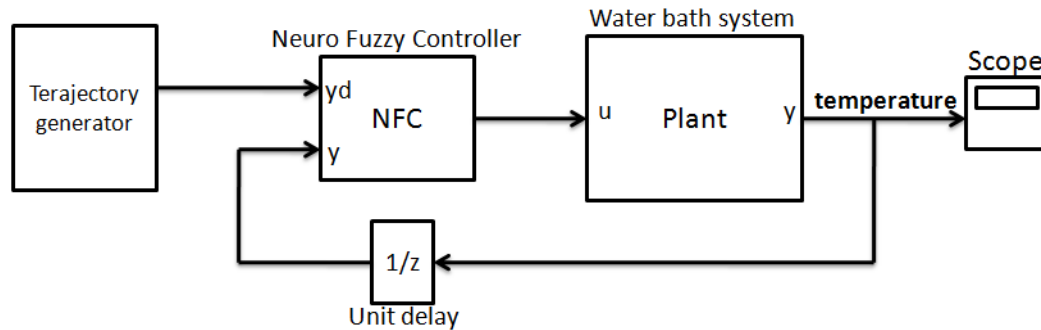 Water bath system
Neuro Fuzzy Controller
Scope
Terajectory
generator
yd
NFC
y
u
Plant
y
temperature
1/z
Unit delay